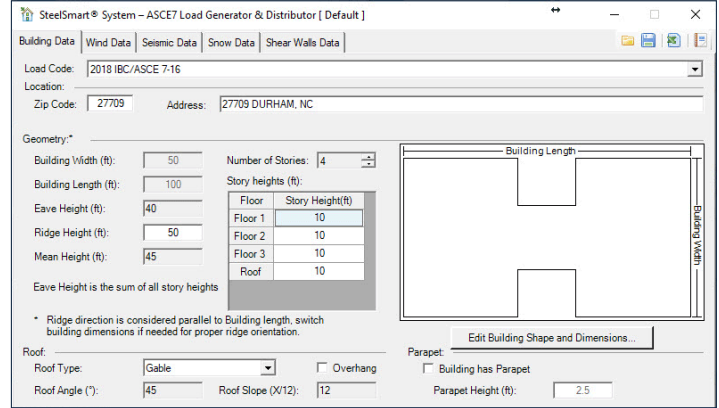 SteelSmart® System – ASCE7 Load Generator & Distributor [ Default ]
Building Data Wind Data Seismic Data Snow Data Shear Walls Data
Load Code: 2018 IBC/ASCE 7-16
Location:
Zip Code: 27709 Address: 27709 DURHAM, NC
Geometry:*
Building Width (ft): 50 Number of Stories: 4
Building Length (ft): 100 Story heights (ft):
Eave Height (ft): 40
Ridge Height (ft): 50
Mean Height (ft): 45
Floor Story Height(ft)
Floor 1 10
Floor 2 10
Floor 3 10
Roof 10
Eave Height is the sum of all story heights
* Ridge direction is considered parallel to Building length, switch
building dimensions if needed for proper ridge orientation.
Building Length
Building Width
Edit Building Shape and Dimensions...
Roof:
Roof Type: Gable Overhang
Roof Angle (°): 45 Roof Slope (X/12): 12
Parapet:
Building has Parapet
Parapet Height (ft): 2.5